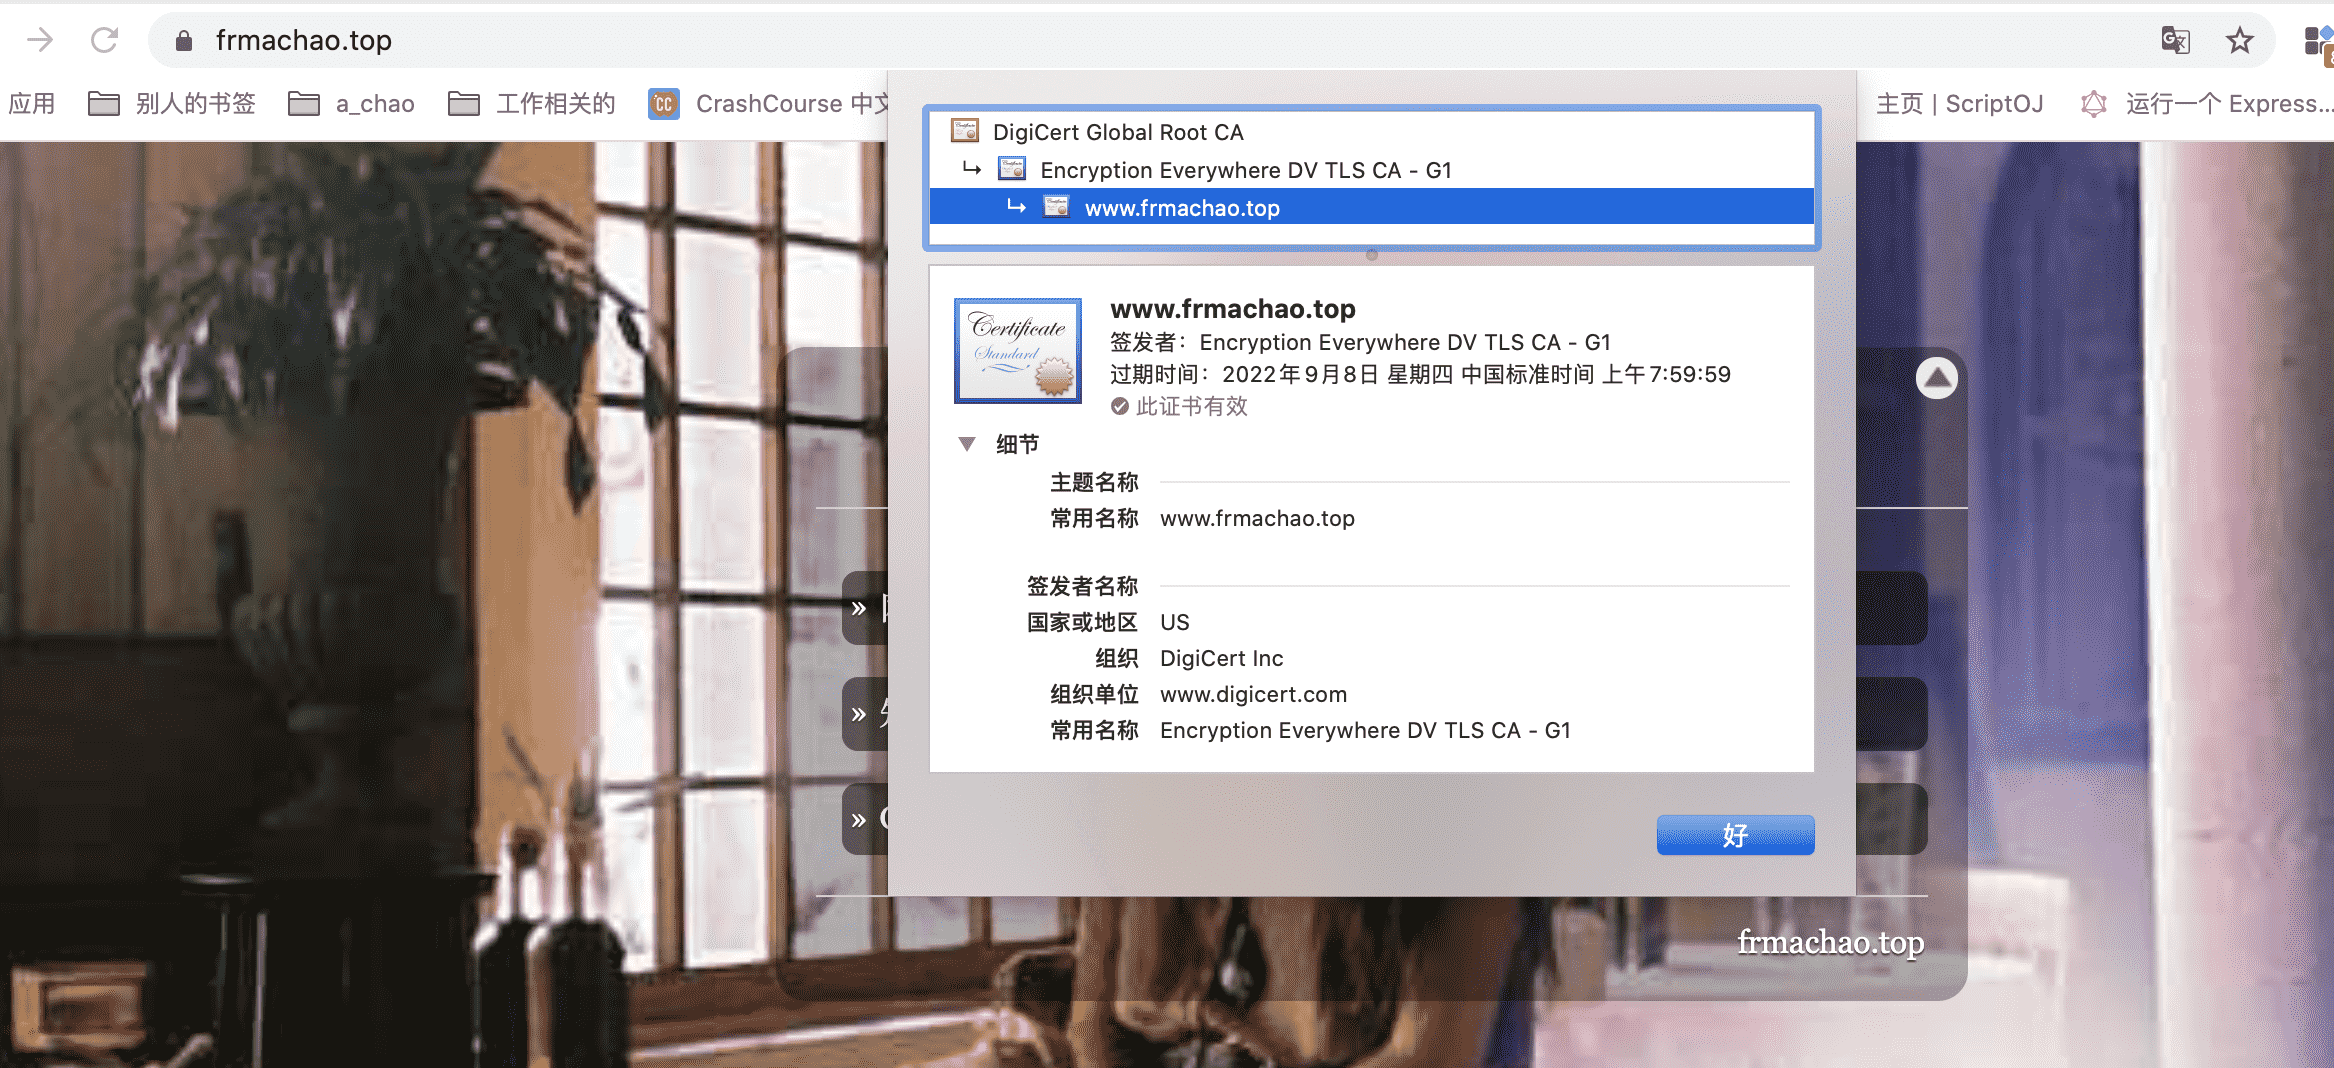 frmachao.top
应用 别人的书签 a_chao 工作相关的 CC CrashCourse 中文 主页 | ScriptOJ 运行一个 Express...
DigiCert Global Root CA
Encryption Everywhere DV TLS CA - G1
www.frmachao.top
Certificate
Standard
www.frmachao.top
签发者：Encryption Everywhere DV TLS CA - G1
过期时间：2022年9月8日 星期四 中国标准时间 上午7:59:59
此证书有效
细节
主题名称
常用名称 www.frmachao.top
签发者名称
国家或地区 US
组织 DigiCert Inc
组织单位 www.digicert.com
常用名称 Encryption Everywhere DV TLS CA - G1
»
»
»
好
frmachao.top